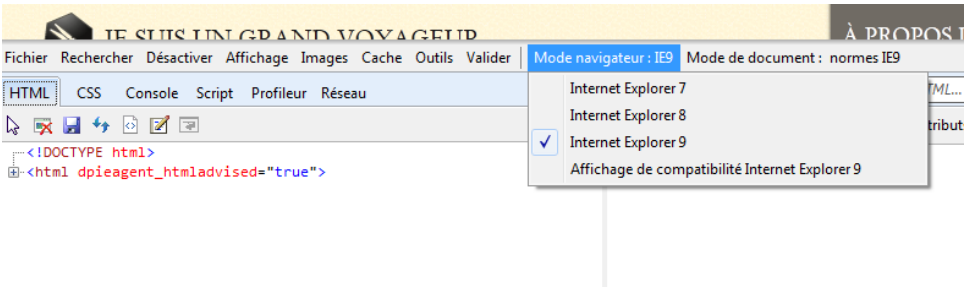 JE SUIS UN GRAND VOYAGEUR
À PROPOS
Fichier Rechercher Désactiver Affichage Images Cache Outils Valider Mode navigateur : IE9 Mode de document : normes IE9
HTML CSS Console Script Profileur Réseau
Internet Explorer 7
Internet Explorer 8
Internet Explorer 9
Affichage de compatibilité Internet Explorer 9
HTML...
tribut
<!DOCTYPE html>
<html dpieagent_htmladvised="true">